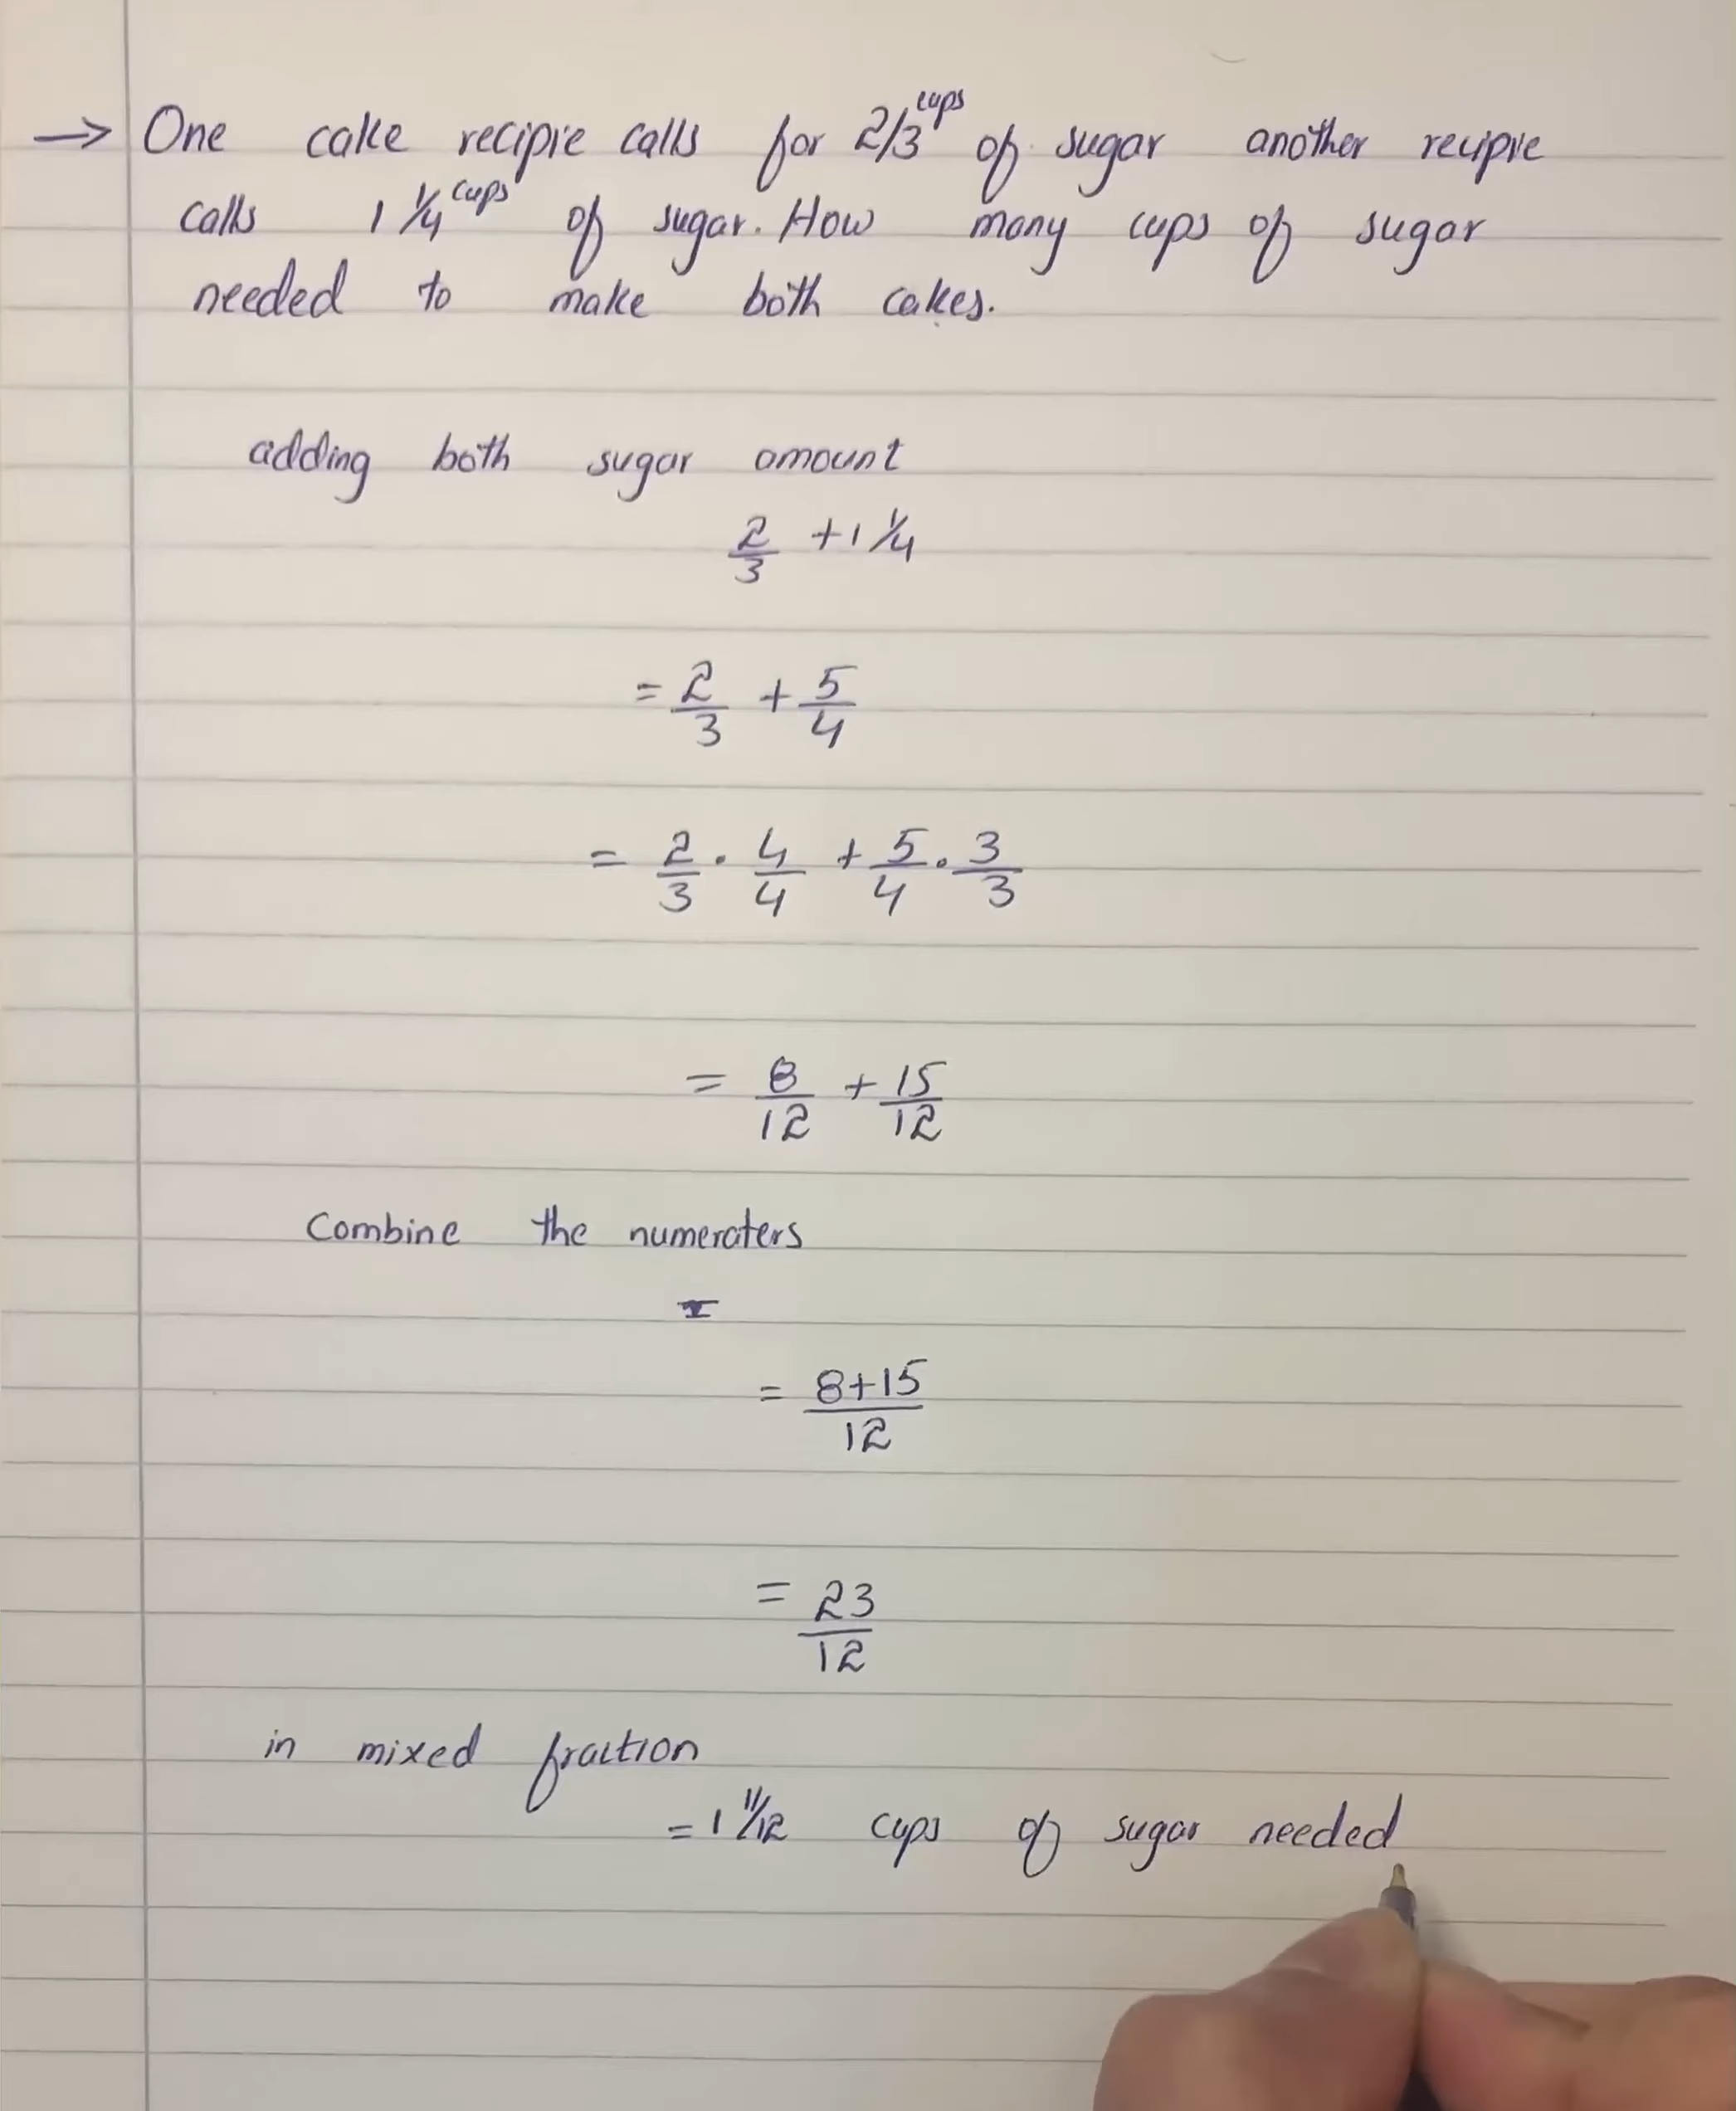 → One cake recipie calls for 2/3 cups of sugar another recipie
calls 1 1/4 cups of sugar. How many cups of sugar
needed to make both cakes.
adding both sugar amount
2/3 + 1 1/4
= 2/3 + 5/4
= 2/3 · 4/4 + 5/4 · 3/3
= 8/12 + 15/12
Combine the numeraters
= (8+15)/12
= 23/12
in mixed fraction
= 1 11/12 cups of sugar needed